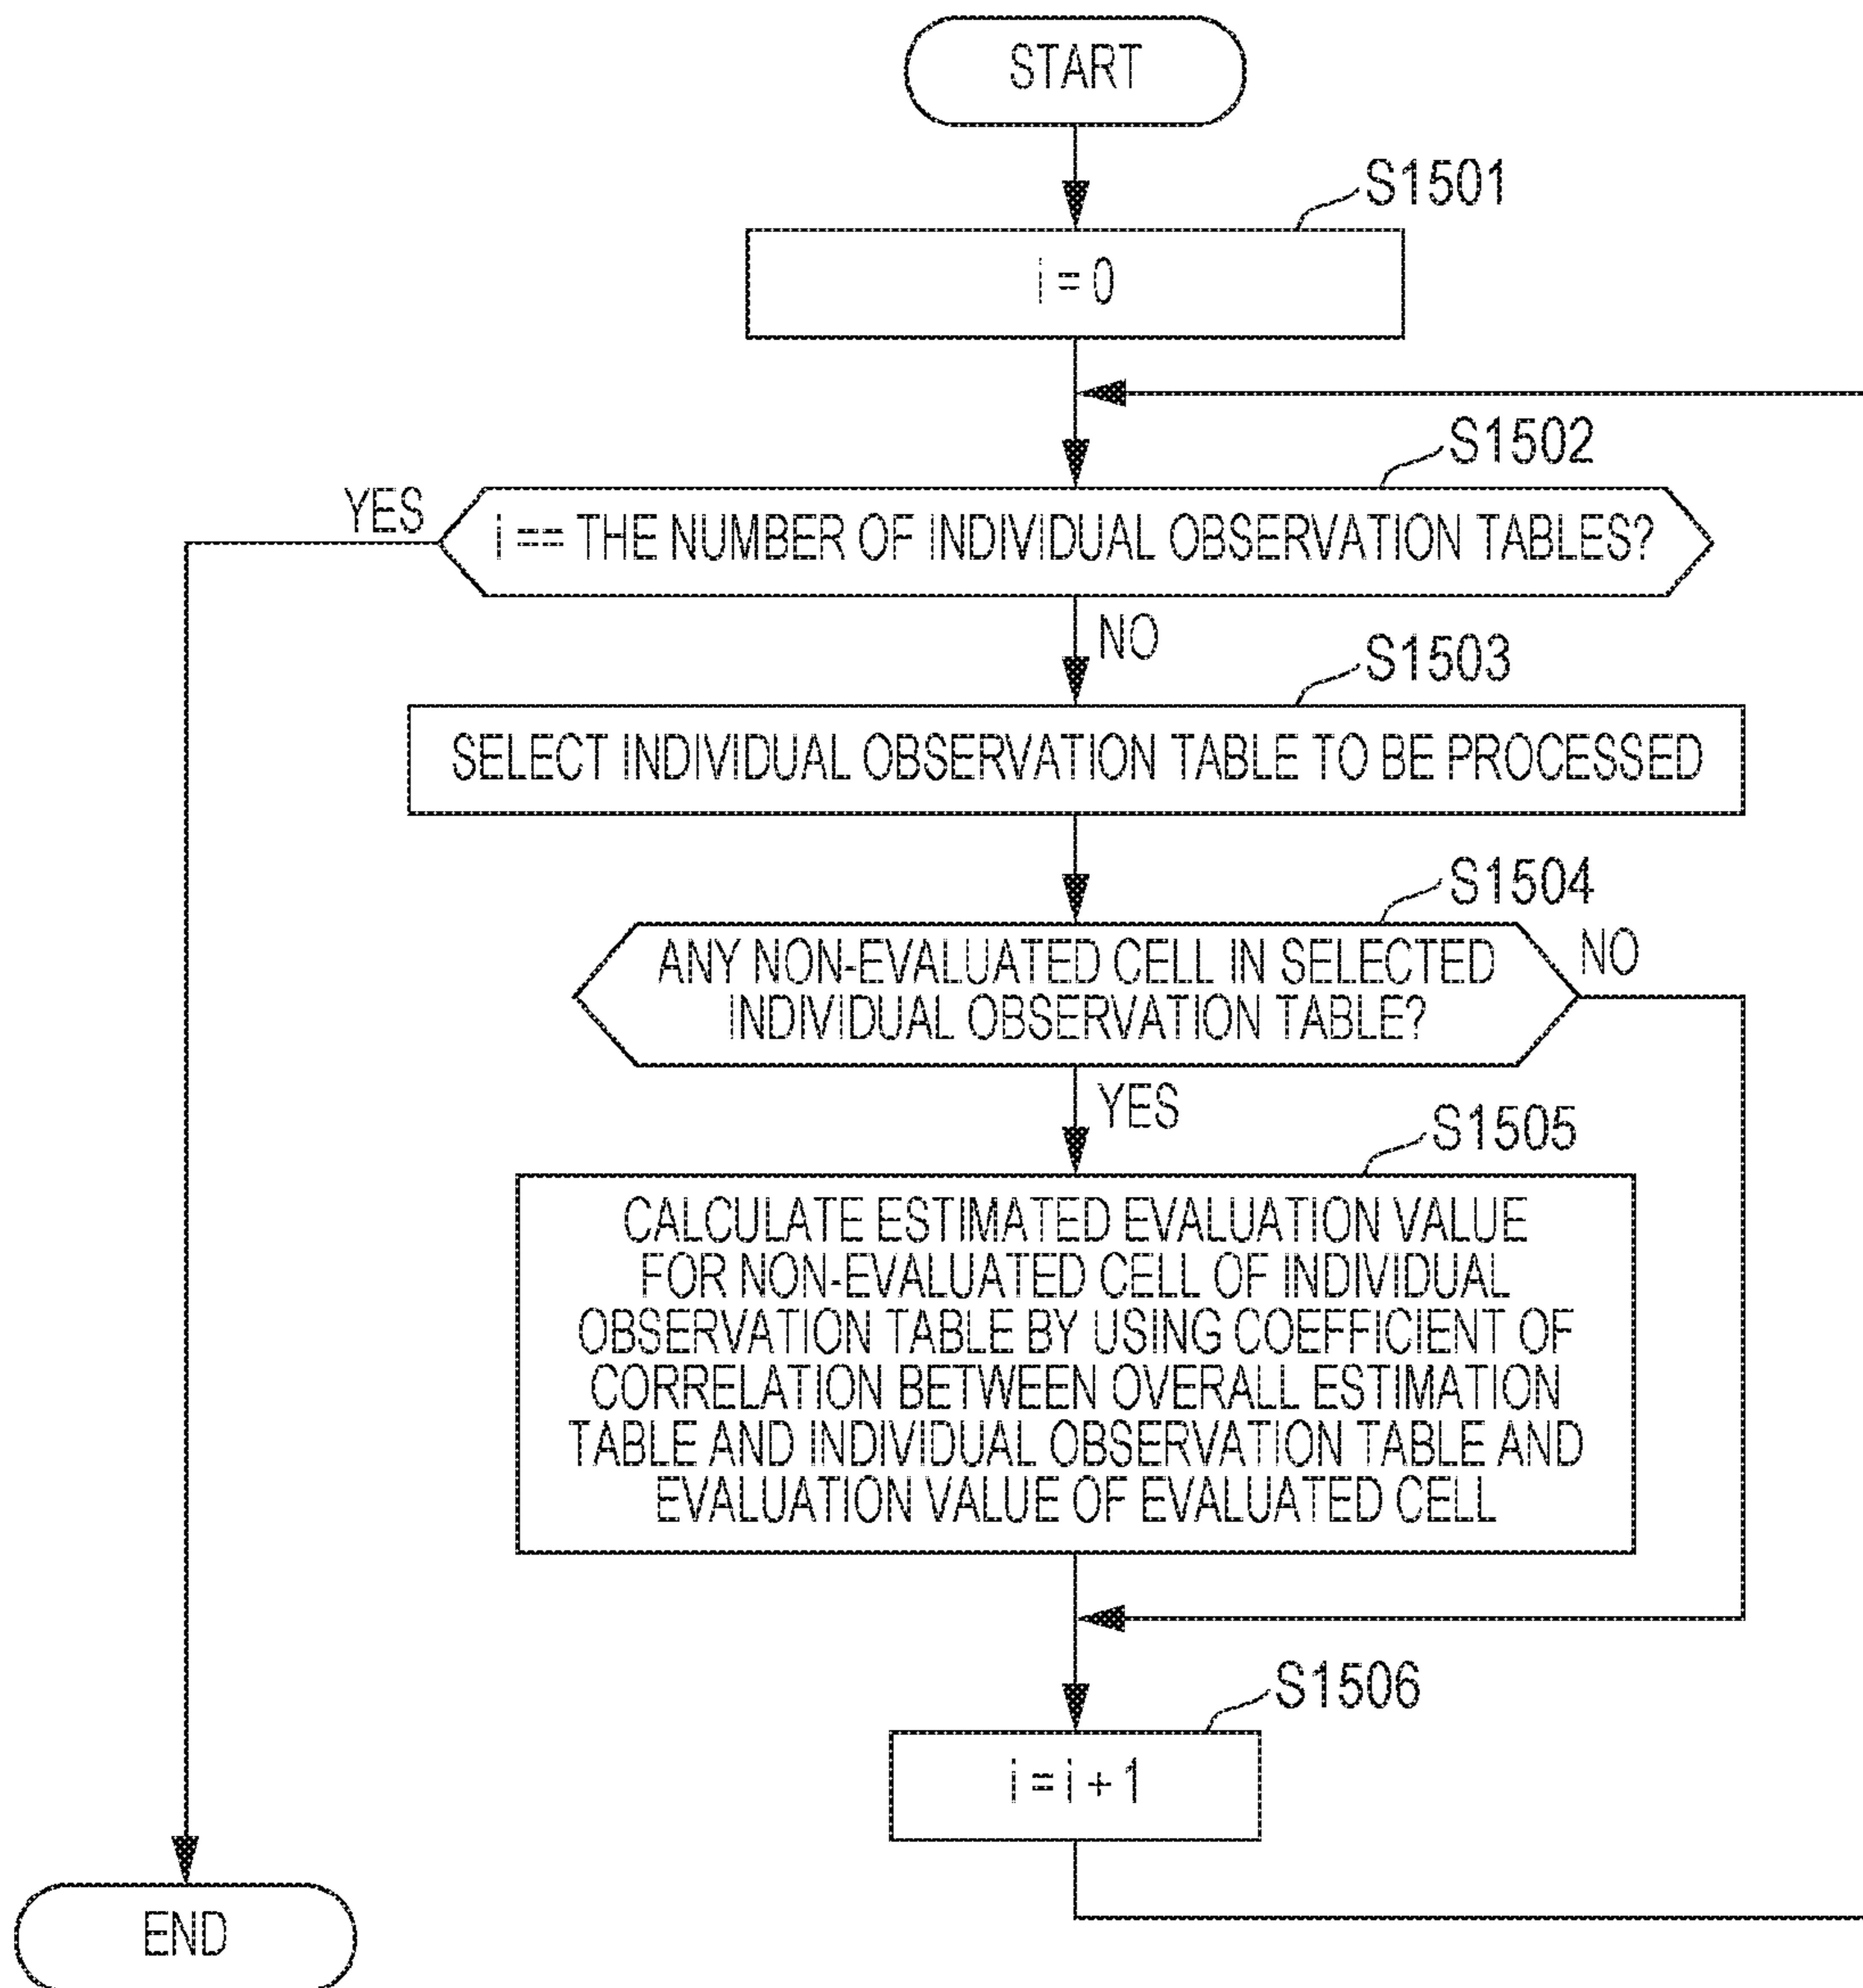 START
S1501
i = 0
S1502
YES
i == THE NUMBER OF INDIVIDUAL OBSERVATION TABLES?
NO
S1503
SELECT INDIVIDUAL OBSERVATION TABLE TO BE PROCESSED
S1504
ANY NON-EVALUATED CELL IN SELECTED
INDIVIDUAL OBSERVATION TABLE?
NO
YES
S1505
CALCULATE ESTIMATED EVALUATION VALUE
FOR NON-EVALUATED CELL OF INDIVIDUAL
OBSERVATION TABLE BY USING COEFFICIENT OF
CORRELATION BETWEEN OVERALL ESTIMATION
TABLE AND INDIVIDUAL OBSERVATION TABLE AND
EVALUATION VALUE OF EVALUATED CELL
S1506
i = i + 1
END